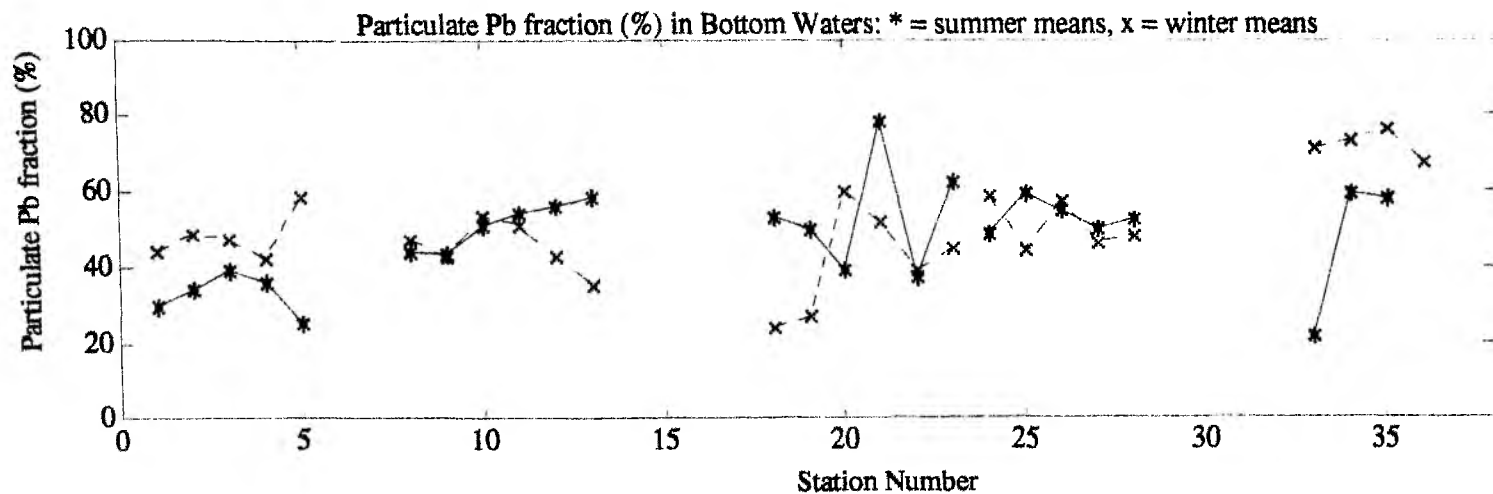 Particulate Pb fraction (%) in Bottom Waters: * = summer means, x = winter means
Particulate Pb fraction (%)
100
80
60
40
20
0
0 5 10 15 20 25 30 35
Station Number